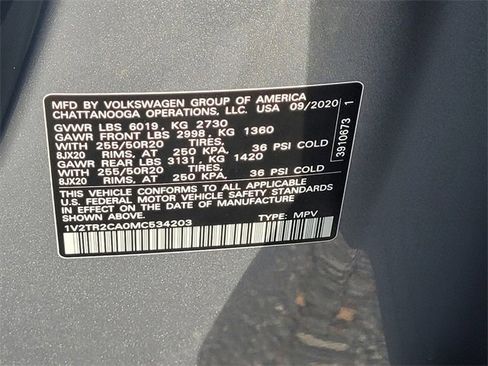 MFD BY VOLKSWAGEN GROUP OF AMERICA
CHATTANOOGA OPERATIONS, LLC. USA 09/2020
GVWR LBS 6019, KG 2730
GAWR FRONT LBS 2998, KG 1360
WITH 255/50R20 TIRES,
8JX20 RIMS, AT 250 KPA, 36 PSI COLD
GAWR REAR LBS 3131, KG 1420
WITH 255/50R20 TIRES,
8JX20 RIMS, AT 250 KPA, 36 PSI COLD
THIS VEHICLE CONFORMS TO ALL APPLICABLE
U.S. FEDERAL MOTOR VEHICLE SAFETY STANDARDS
IN EFFECT ON THE DATE OF MANUFACTURE
SHOWN ABOVE.
1V2TR2CA0MC534203 TYPE: MPV
3910673 1